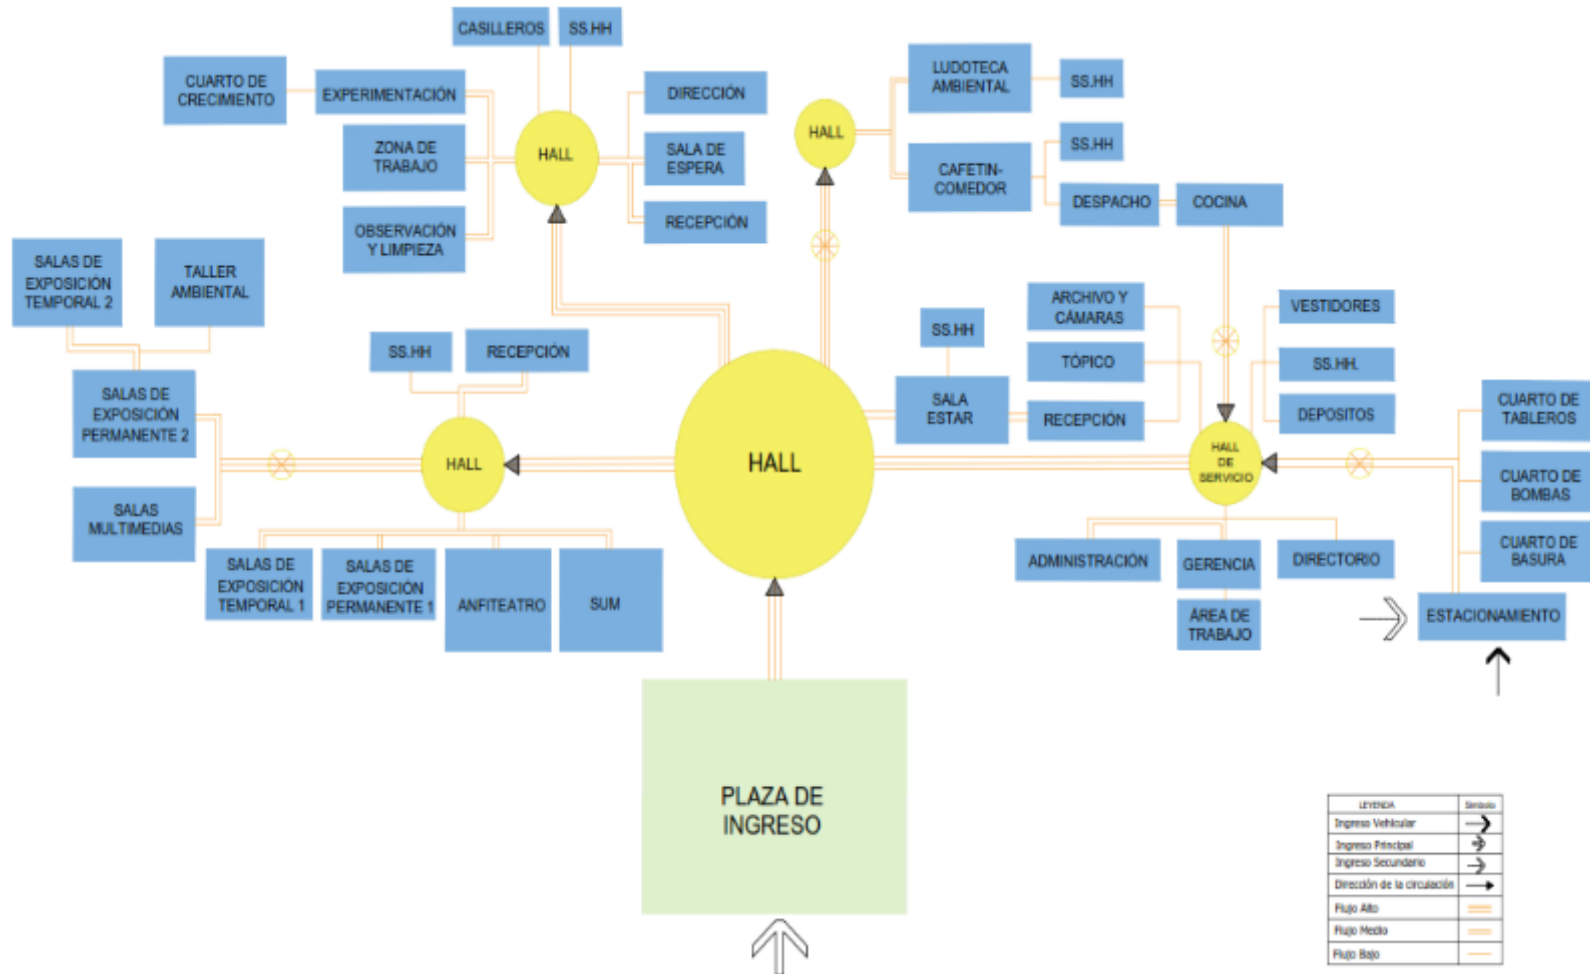 CASILLEROS
SS.HH
CUARTO DE
CRECIMIENTO
EXPERIMENTACIÓN
DIRECCIÓN
HALL
ZONA DE
TRABAJO
SALA DE
ESPERA
OBSERVACIÓN
Y LIMPIEZA
RECEPCIÓN
LUDOTECA
AMBIENTAL
SS.HH
HALL
CAFETIN-
COMEDOR
SS.HH
DESPACHO
COCINA
SALAS DE
EXPOSICIÓN
TEMPORAL 2
TALLER
AMBIENTAL
SS.HH
RECEPCIÓN
SALAS DE
EXPOSICIÓN
PERMANENTE 2
HALL
SALAS
MULTIMEDIAS
SALAS DE
EXPOSICIÓN
TEMPORAL 1
SALAS DE
EXPOSICIÓN
PERMANENTE 1
ANFITEATRO
SUM
HALL
SS.HH
SALA
ESTAR
ARCHIVO Y
CÁMARAS
TÓPICO
RECEPCIÓN
VESTIDORES
SS.HH.
DEPOSITOS
HALL
DE
SERVICIO
CUARTO DE
TABLEROS
CUARTO DE
BOMBAS
CUARTO DE
BASURA
ADMINISTRACIÓN
GERENCIA
DIRECTORIO
ÁREA DE
TRABAJO
ESTACIONAMIENTO
PLAZA DE
INGRESO
LEYENDA Simbolo
Ingreso Vehicular
Ingreso Principal
Ingreso Secundario
Dirección de la circulación
Flujo Alto
Flujo Medio
Flujo Bajo